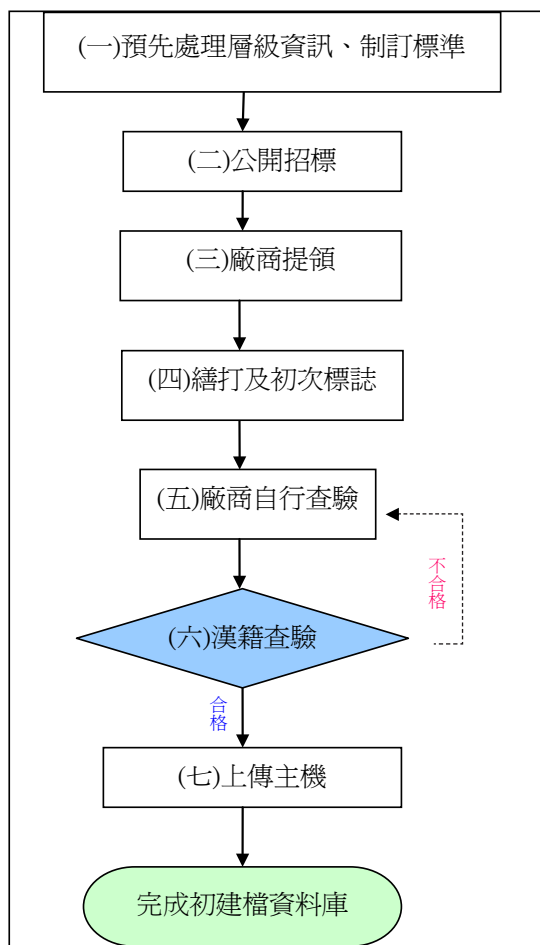 (一)預先處理層級資訊、制訂標準
(二)公開招標
(三)廠商提領
(四)繕打及初次標誌
(五)廠商自行查驗
不合格
(六)漢籍查驗
合格
(七)上傳主機
完成初建檔資料庫